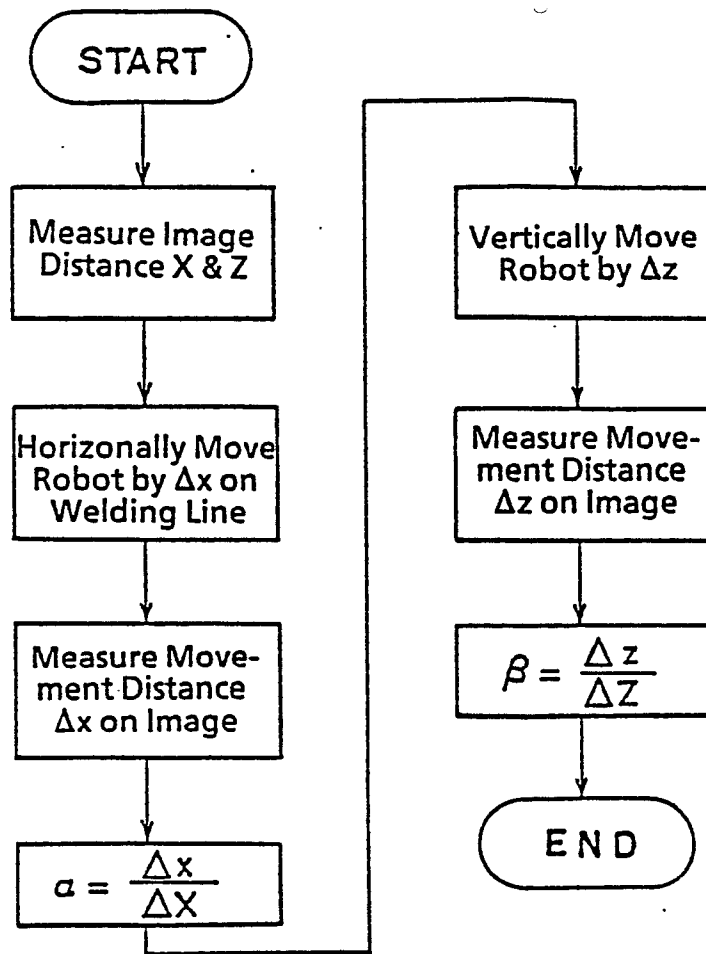 START
Measure Image
Distance X & Z
Horizonally Move
Robot by Δx on
Welding Line
Measure Move-
ment Distance
Δx on Image
α = Δx / ΔX
Vertically Move
Robot by Δz
Measure Move-
ment Distance
Δz on Image
β = Δz / ΔZ
END